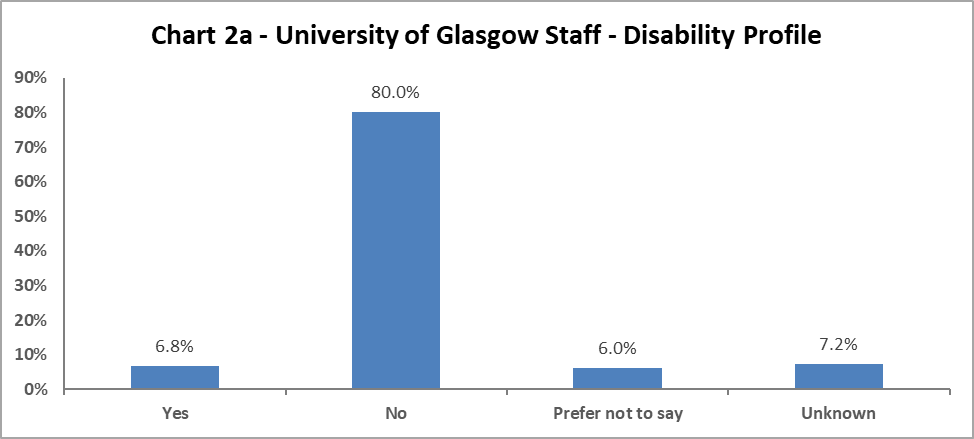 Chart 2a - University of Glasgow Staff - Disability Profile
90%
80%
70%
60%
50%
40%
30%
20%
10%
0%
6.8%
80.0%
6.0%
7.2%
Yes
No
Prefer not to say
Unknown